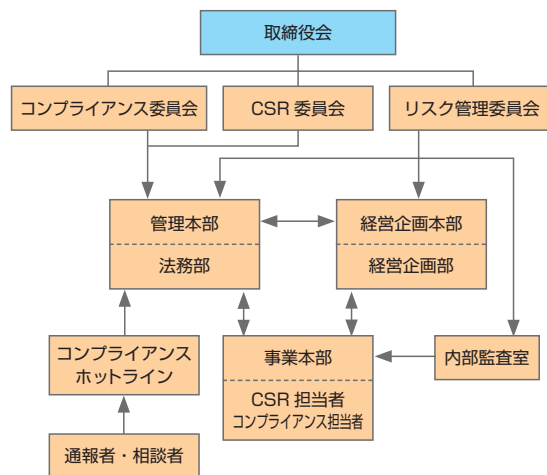 取締役会
コンプライアンス委員会
CSR 委員会
リスク管理委員会
管理本部
法務部
経営企画本部
経営企画部
コンプライアンス
ホットライン
事業本部
CSR 担当者
コンプライアンス担当者
内部監査室
通報者・相談者